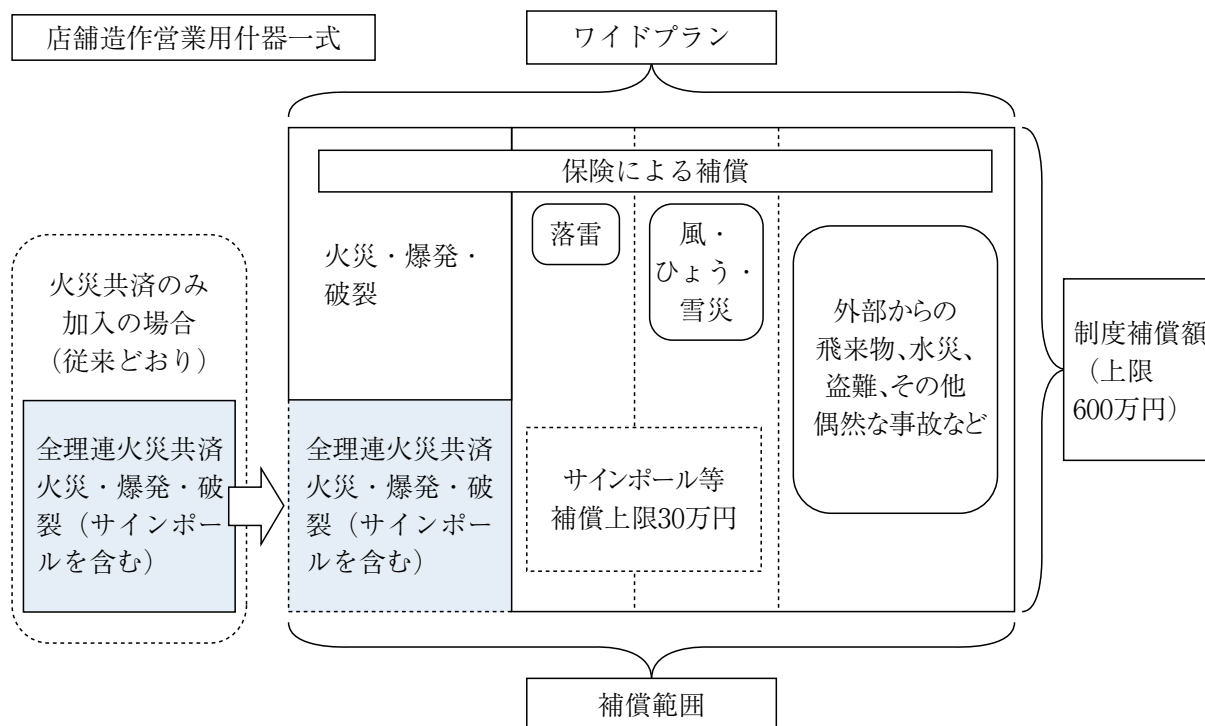 店舗造作営業用什器一式
ワイドプラン
保険による補償
火災・爆発・
破裂
落雷
風・
ひょう・
雪災
外部からの
飛来物、水災、
盗難、その他
偶然な事故など
制度補償額
（上限
600万円）
火災共済のみ
加入の場合
（従来どおり）
全理連火災共済
火災・爆発・破
裂（サインポー
ルを含む）
全理連火災共済
火災・爆発・破
裂（サインポー
ルを含む）
サインポール等
補償上限30万円
補償範囲